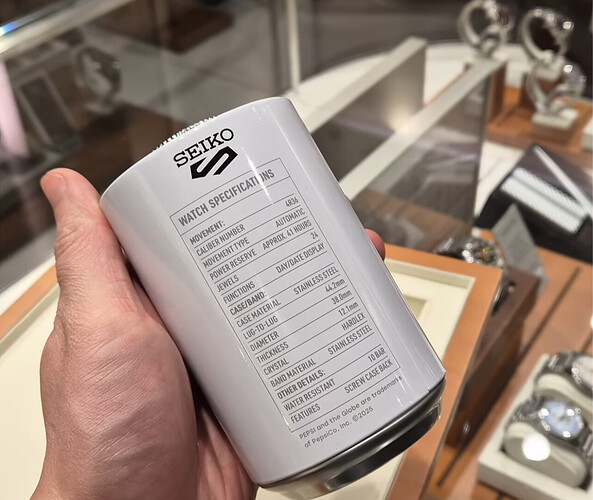 SEIKO
WATCH SPECIFICATIONS
MOVEMENT:
CALIBER NUMBER 4R36
MOVEMENT TYPE AUTOMATIC
POWER RESERVE APPROX. 41 HOURS
JEWELS 24
FUNCTIONS DAY/DATE DISPLAY
CASE/BAND:
CASE MATERIAL STAINLESS STEEL
LUG-TO-LUG 44.2mm
DIAMETER 38.0mm
THICKNESS 12.1mm
CRYSTAL HARDLEX
BAND MATERIAL STAINLESS STEEL
OTHER DETAILS:
WATER RESISTANT 10 BAR
FEATURES SCREW CASE BACK
PEPSI and the Globe are trademarks
of PepsiCo, Inc. ©2025